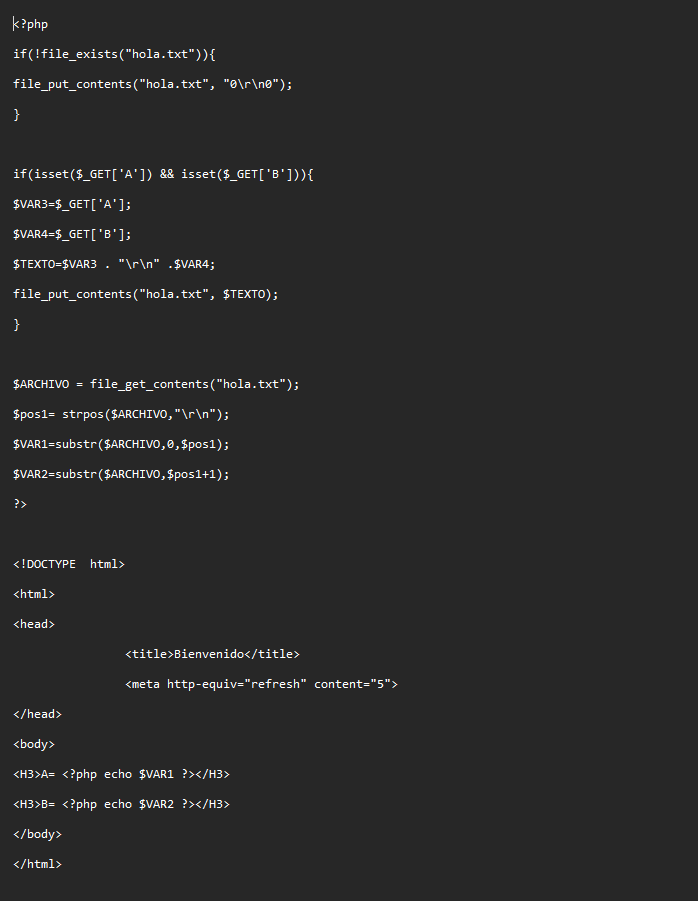 <?php
if(!file_exists("hola.txt")){
file_put_contents("hola.txt", "0\r\n0");
}
if(isset($_GET['A']) && isset($_GET['B'])){
$VAR3=$_GET['A'];
$VAR4=$_GET['B'];
$TEXTO=$VAR3 . "\r\n" .$VAR4;
file_put_contents("hola.txt", $TEXTO);
}
$ARCHIVO = file_get_contents("hola.txt");
$pos1= strpos($ARCHIVO,"\r\n");
$VAR1=substr($ARCHIVO,0,$pos1);
$VAR2=substr($ARCHIVO,$pos1+1);
?>
<!DOCTYPE  html>
<html>
<head>
<title>Bienvenido</title>
<meta http-equiv="refresh" content="5">
</head>
<body>
<H3>A= <?php echo $VAR1 ?></H3>
<H3>B= <?php echo $VAR2 ?></H3>
</body>
</html>